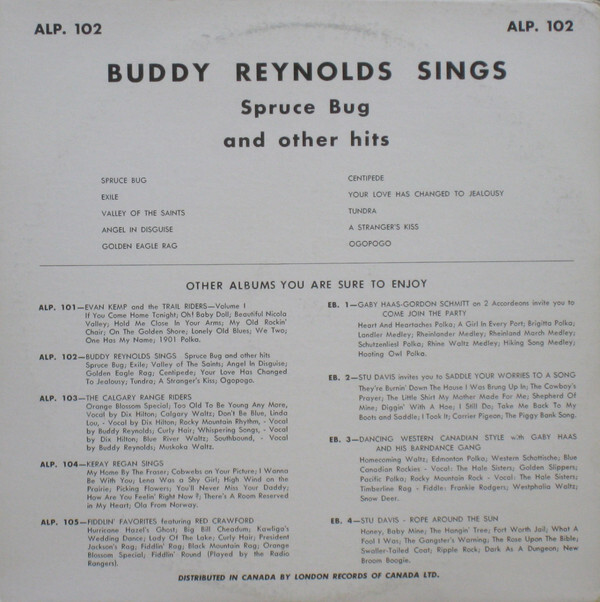 ALP. 102
ALP. 102
BUDDY REYNOLDS SINGS
Spruce Bug
and other hits
SPRUCE BUG
EXILE
VALLEY OF THE SAINTS
ANGEL IN DISGUISE
GOLDEN EAGLE RAG
CENTIPEDE
YOUR LOVE HAS CHANGED TO JEALOUSY
TUNDRA
A STRANGER'S KISS
OGOPOGO
OTHER ALBUMS YOU ARE SURE TO ENJOY
ALP. 101—EVAN KEMP and the TRAIL RIDERS—Volume I
If You Come Home Tonight; Oh! Baby Doll; Beautiful Nicola
Valley; Hold Me Close In Your Arms; My Old Rockin'
Chair; On The Golden Shore; Lonely Old Blues; We Two;
One Has My Name; 1901 Polka.
ALP. 102—BUDDY REYNOLDS SINGS Spruce Bug and other hits
Spruce Bug; Exile; Valley of The Saints; Angel In Disguise;
Golden Eagle Rag; Centipede; Your Love Has Changed
To Jealousy; Tundra; A Stranger's Kiss; Ogopogo.
ALP. 103—THE CALGARY RANGE RIDERS
Orange Blossom Special; Too Old To Be Young Any More,
Vocal by Dix Hilton; Calgary Waltz; Don't Be Blue, Linda
Lou, - Vocal by Dix Hilton; Rocky Mountain Rhythm, - Vocal
by Buddy Reynolds; Curly Hair; Whispering Songs, - Vocal
by Dix Hilton; Blue River Waltz; Southbound, - Vocal
by Buddy Reynolds; Muskoka Waltz.
ALP. 104—KERAY REGAN SINGS
My Home By The Fraser; Cobwebs on Your Picture; I Wanna
Be With You; Lena Was a Shy Girl; High Wind on the
Prairie; Picking Flowers; You'll Never Miss Your Daddy;
How Are You Feelin' Right Now?; There's A Room Reserved
in My Heart; Ola From Norway.
ALP. 105—FIDDLIN' FAVORITES featuring RED CRAWFORD
Hurricane Hazel's Ghost; Big Bill Cheadum; Kawliga's
Wedding Dance; Lady Of The Lake; Curly Hair; President
Jackson's Rag; Fiddlin' Rag; Black Mountain Rag; Orange
Blossom Special; Fiddlin' Round (Played by the Radio
Rangers).
EB. 1—GABY HAAS-GORDON SCHMITT on 2 Accordeons invite you to
COME JOIN THE PARTY
Heart And Heartaches Polka; A Girl In Every Port; Brigitta Polka;
Landler Medley; Rheinlander Medley; Rheinland March Medley;
Schutzenliesl Polka; Rhine Waltz Medley; Hiking Song Medley;
Hooting Owl Polka.
EB. 2—STU DAVIS invites you to SADDLE YOUR WORRIES TO A SONG
They're Burnin' Down The House I Was Brung Up In; The Cowboy's
Prayer; The Little Shirt My Mother Made For Me; Shepherd Of
Mine; Diggin' With A Hoe; I Still Do; Take Me Back To My
Boots and Saddle; I Took It; Carrier Pigeon; The Piggy Bank Song.
EB. 3—DANCING WESTERN CANADIAN STYLE with GABY HAAS
AND HIS BARNDANCE GANG
Homecoming Waltz; Edmonton Polka; Western Schottische; Blue
Canadian Rockies - Vocal: The Hale Sisters; Golden Slippers;
Pacific Polka; Rocky Mountain Rock - Vocal: The Hale Sisters;
Timberline Rag - Fiddle: Frankie Rodgers; Westphalia Waltz;
Snow Deer.
EB. 4—STU DAVIS - ROPE AROUND THE SUN
Honey, Baby Mine; The Hangin' Tree; Fort Worth Jail; What A
Fool I Was; The Gangster's Warning; The Rose Upon The Bible;
Swaller-Tailed Coat; Ripple Rock; Dark As A Dungeon; New
Broom Boogie.
DISTRIBUTED IN CANADA BY LONDON RECORDS OF CANADA LTD.